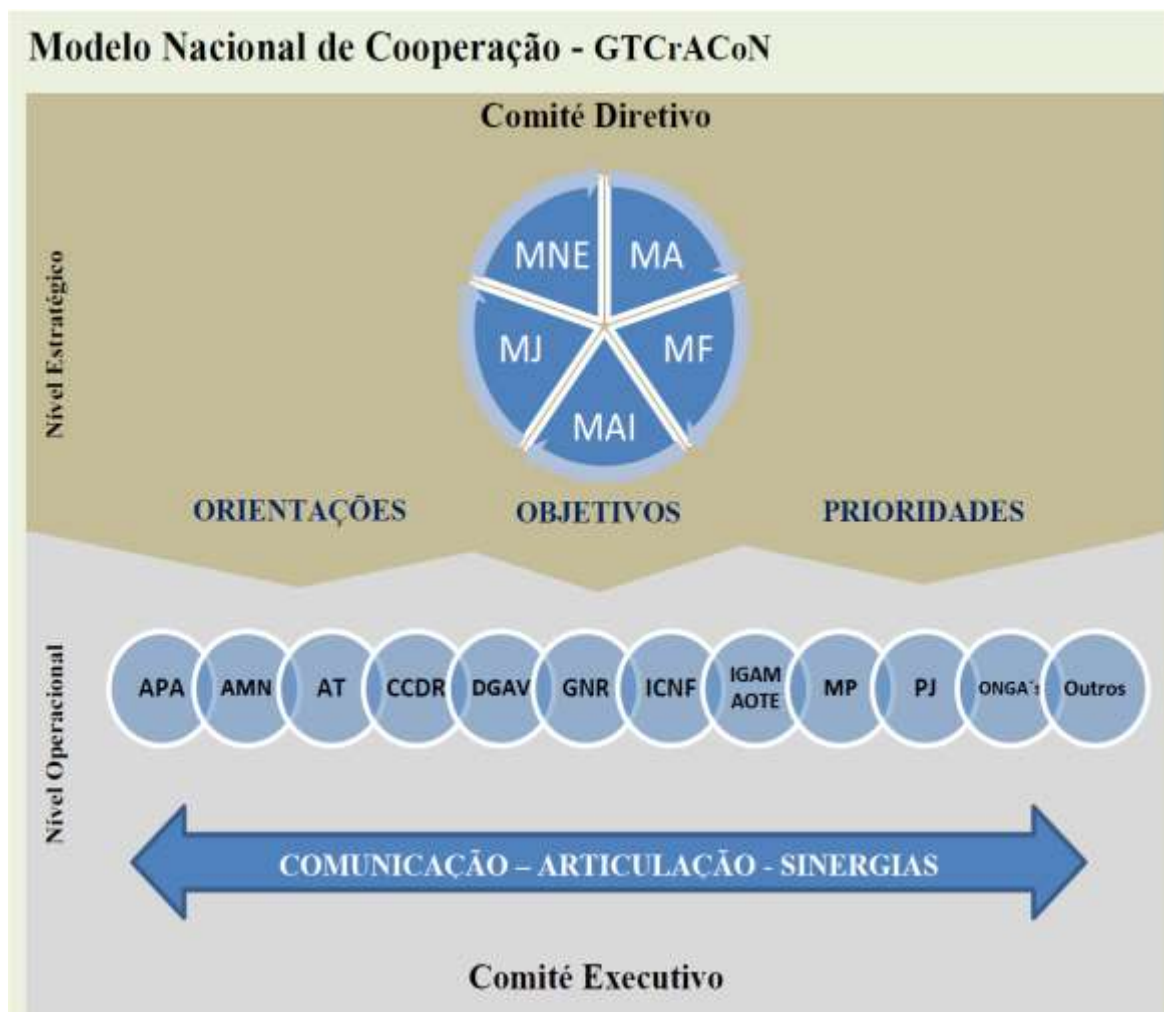 Modelo Nacional de Cooperação - GTCrACoN
Comité Diretivo
Nível Estratégico
MNE
MA
MJ
MF
MAI
ORIENTAÇÕES
OBJETIVOS
PRIORIDADES
Nível Operacional
APA
AMN
AT
CCDR
DGAV
GNR
ICNF
IGAM
AOTE
MP
PJ
ONGA´s
Outros
COMUNICAÇÃO – ARTICULAÇÃO - SINERGIAS
Comité Executivo